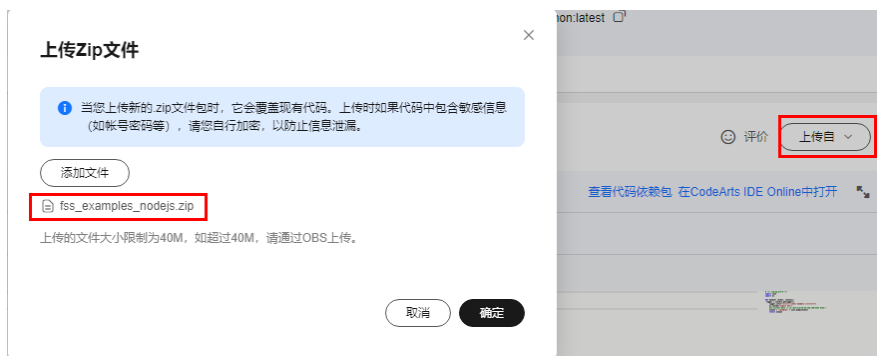 上传Zip文件
当您上传新的.zip文件包时，它会覆盖现有代码。上传时如果代码中包含敏感信息
（如帐号密码等），请您自行加密，以防止信息泄漏。
添加文件
fss_examples_nodejs.zip
上传的文件大小限制为40M，如超过40M，请通过OBS上传。
取消
确定
hon:latest
评价
上传自
查看代码依赖包 在CodeArts IDE Online中打开